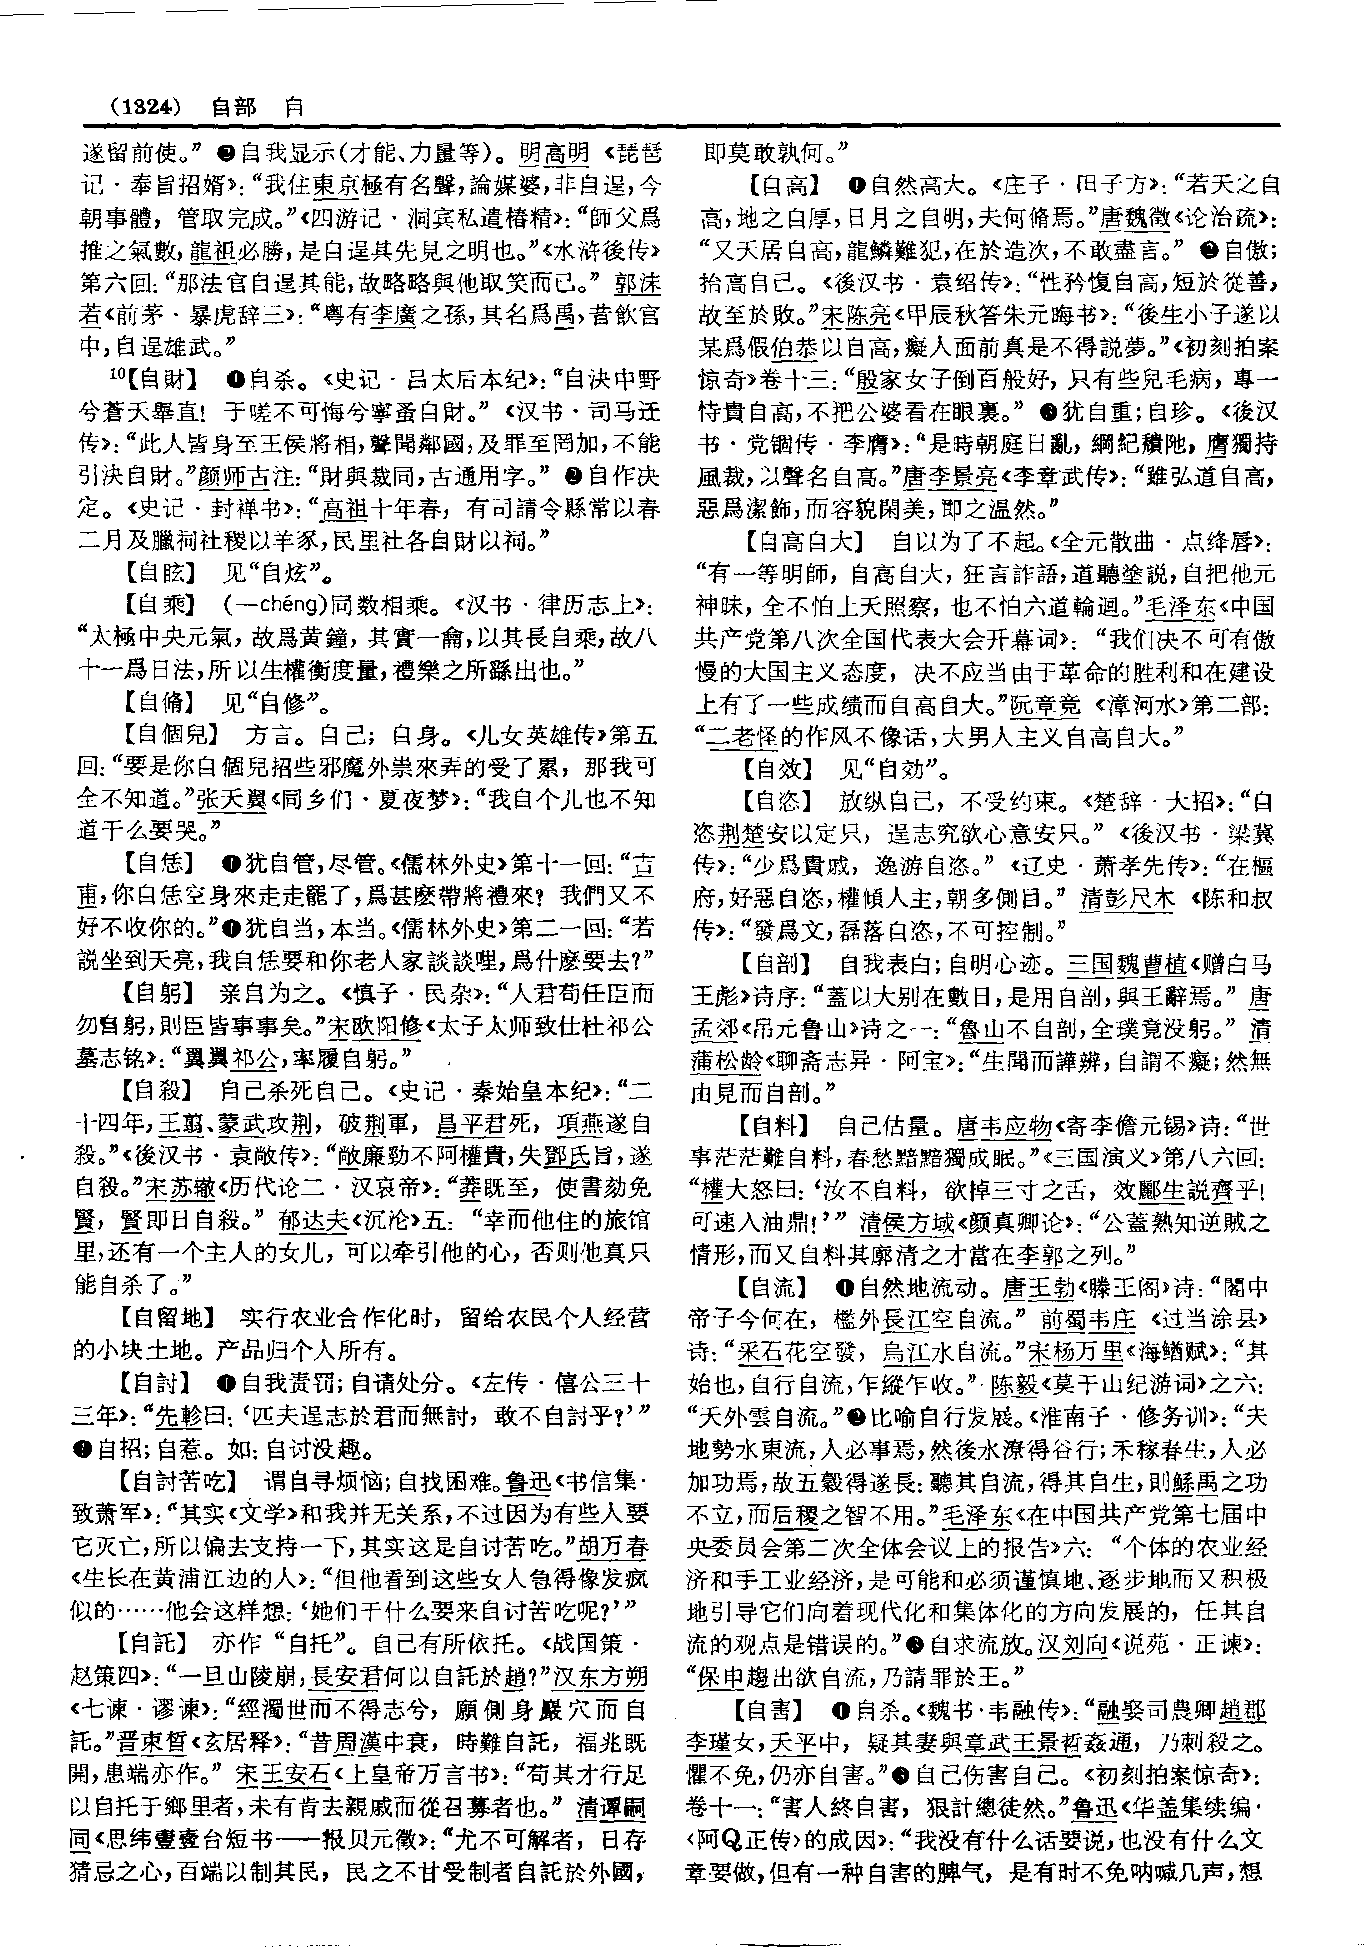 （1324） 自部 自
遂留前使。”❷自我显示（才能、力量等）。明高明《琵琶
记·奉旨招婿》：“我住東京極有名聲，論媒婆，非自逞，今
朝事體，管取完成。”《四游记·洞宾私遣椿精》：“師父爲
推之氣數，龍祖必勝，是自逞其先見之明也。”《水浒後传》
第六回：“那法官自逞其能，故略略與他取笑而已。”郭沫
若《前茅·暴虎辞三》：“粤有李廣之孫，其名爲禹，昔飲宫
中，自逞雄武。”
10【自財】 ❶自杀。《史记·吕太后本纪》：“自決中野
兮蒼天舉直！于嗟不可悔兮寧蚤自財。”《汉书·司马迁
传》：“此人皆身至王侯將相，聲聞鄰國，及罪至罔加，不能
引決自財。”颜师古注：“財與裁同，古通用字。”❷自作决
定。《史记·封禅书》：“高祖十年春，有司請令縣常以春
二月及臘祠社稷以羊豕，民里社各自財以祠。”
【自眩】 见“自炫”。
【自乘】 （—chéng）同数相乘。《汉书·律历志上》：
“太極中央元氣，故爲黄鐘，其實一龠，以其長自乘，故八
十一爲日法，所以生權衡度量，禮樂之所繇出也。”
【自脩】 见“自修”。
【自個兒】 方言。自己；自身。《儿女英雄传》第五
回：“要是你自個兒招些邪魔外祟來弄的受了累，那我可
全不知道。”张天翼《同乡们·夏夜梦》：“我自个儿也不知
道干么要哭。”
【自恁】 ❶犹自管，尽管。《儒林外史》第十一回：“吉
甫，你自恁空身來走走罷了，爲甚麽帶將禮來？我們又不
好不收你的。”❶犹自当，本当。《儒林外史》第二一回：“若
説坐到天亮，我自恁要和你老人家談談哩，爲什麽要去？”
【自躬】 亲自为之。《慎子·民杂》：“人君苟任臣而
勿自躬，則臣皆事事矣。”宋欧阳修《太子太师致仕杜祁公
墓志铭》：“翼翼祁公，率履自躬。”
【自殺】 自己杀死自己。《史记·秦始皇本纪》：“二
十四年，王翦、蒙武攻荆，破荆軍，昌平君死，項燕遂自
殺。”《後汉书·袁敞传》：“敞廉勁不阿權貴，失鄧氏旨，遂
自殺。”宋苏辙《历代论二·汉哀帝》：“莽既至，使書劾免
賢，賢即日自殺。”郁达夫《沉沦》五：“幸而他住的旅馆
里，还有一个主人的女儿，可以牵引他的心，否则他真只
能自杀了。”
【自留地】 实行农业合作化时，留给农民个人经营
的小块土地。产品归个人所有。
【自討】 ❶自我责罚；自请处分。《左传·僖公三十
三年》：“先軫曰：‘匹夫逞志於君而無討，敢不自討乎？’”
❷自招；自惹。如：自讨没趣。
【自討苦吃】 谓自寻烦恼；自找困难。鲁迅《书信集·
致萧军》：“其实《文学》和我并无关系，不过因为有些人要
它灭亡，所以偏去支持一下，其实这是自讨苦吃。”胡万春
《生长在黄浦江边的人》：“但他看到这些女人急得像发疯
似的……他会这样想：‘她们干什么要来自讨苦吃呢？’”
【自託】 亦作“自托”。自己有所依托。《战国策·
赵策四》：“一旦山陵崩，長安君何以自託於趙？”汉东方朔
《七谏·谬谏》：“經濁世而不得志兮，願側身巖穴而自
託。”晋束晳《玄居释》：“昔周漢中衰，時難自託，福兆既
開，患端亦作。”宋王安石《上皇帝万言书》：“苟其才行足
以自托于鄉里者，未有肯去親戚而從召募者也。”清谭嗣
同《思纬壹壹台短书——报贝元徵》：“尤不可解者，日存
猜忌之心，百端以制其民，民之不甘受制者自託於外國，
即莫敢孰何。”
【自高】 ❶自然高大。《庄子·田子方》：“若天之自
高，地之自厚，日月之自明，夫何脩焉。”唐魏徵《论治疏》：
“又天居自高，龍鱗難犯，在於造次，不敢盡言。”❷自傲；
抬高自己。《後汉书·袁绍传》：“性矜愎自高，短於從善，
故至於敗。”宋陈亮《甲辰秋答朱元晦书》：“後生小子遂以
某爲假伯恭以自高，癡人面前真是不得説夢。”《初刻拍案
惊奇》卷十三：“殷家女子倒百般好，只有些兒毛病，專一
恃貴自高，不把公婆看在眼裏。”❸犹自重；自珍。《後汉
书·党锢传·李膺》：“是時朝庭日亂，綱紀穨阤，膺獨持
風裁，以聲名自高。”唐李景亮《李章武传》：“雖弘道自高，
惡爲潔飾，而容貌閑美，即之温然。”
【自高自大】 自以为了不起。《全元散曲·点绛唇》：
“有一等明師，自高自大，狂言詐語，道聽塗説，自把他元
神昧，全不怕上天照察，也不怕六道輪迴。”毛泽东《中国
共产党第八次全国代表大会开幕词》：“我们决不可有傲
慢的大国主义态度，决不应当由于革命的胜利和在建设
上有了一些成绩而自高自大。”阮章竞《漳河水》第二部：
“二老怪的作风不像话，大男人主义自高自大。”
【自效】 见“自効”。
【自恣】 放纵自己，不受约束。《楚辞·大招》：“自
恣荆楚安以定只，逞志究欲心意安只。”《後汉书·梁冀
传》：“少爲貴戚，逸游自恣。”《辽史·萧孝先传》：“在樞
府，好惡自恣，權傾人主，朝多側目。”清彭尺木《陈和叔
传》：“發爲文，磊落自恣，不可控制。”
【自剖】 自我表白；自明心迹。三国魏曹植《赠白马
王彪》诗序：“蓋以大别在數日，是用自剖，與王辭焉。”唐
孟郊《吊元鲁山》诗之一：“魯山不自剖，全璞竟没躬。”清
蒲松龄《聊斋志异·阿宝》：“生聞而譁辨，自謂不癡；然無
由見而自剖。”
【自料】 自己估量。唐韦应物《寄李儋元锡》诗：“世
事茫茫難自料，春愁黯黯獨成眠。”《三国演义》第八六回：
“權大怒曰：‘汝不自料，欲掉三寸之舌，效酈生説齊乎！
可速入油鼎！’”清侯方域《颜真卿论》：“公蓋熟知逆賊之
情形，而又自料其廓清之才當在李郭之列。”
【自流】 ❶自然地流动。唐王勃《滕王阁》诗：“閣中
帝子今何在，檻外長江空自流。”前蜀韦庄《过当涂县》
诗：“采石花空發，烏江水自流。”宋杨万里《海鰌赋》：“其
始也，自行自流，乍縱乍收。”陈毅《莫干山纪游词》之六：
“天外雲自流。”❷比喻自行发展。《淮南子·修务训》：“夫
地勢水東流，人必事焉，然後水潦得谷行；禾稼春生，人必
加功焉，故五穀得遂長：聽其自流，得其自生，則鯀禹之功
不立，而后稷之智不用。”毛泽东《在中国共产党第七届中
央委员会第二次全体会议上的报告》六：“个体的农业经
济和手工业经济，是可能和必须谨慎地、逐步地而又积极
地引导它们向着现代化和集体化的方向发展的，任其自
流的观点是错误的。”❸自求流放。汉刘向《说苑·正谏》：
“保申趨出欲自流，乃請罪於王。”
【自害】 ❶自杀。《魏书·韦融传》：“融娶司農卿趙郡
李瑾女，天平中，疑其妻與章武王景哲姦通，乃刺殺之。
懼不免，仍亦自害。”❸自己伤害自己。《初刻拍案惊奇》：
卷十一：“害人終自害，狠計總徒然。”鲁迅《华盖集续编·
〈阿Q正传〉的成因》：“我没有什么话要说，也没有什么文
章要做，但有一种自害的脾气，是有时不免呐喊几声，想